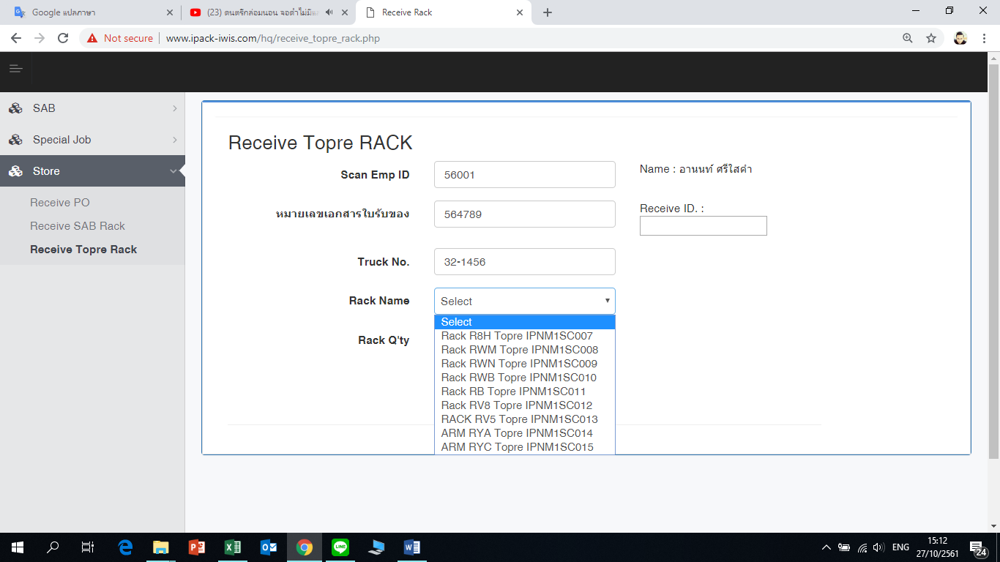 Google แปลภาษา
(23) ดนตรีกล่อมนอน จอดำไม่มีแส
Receive Rack
Not secure
www.ipack-iwis.com/hq/receive_topre_rack.php
SAB
Special Job
Store
Receive PO
Receive SAB Rack
Receive Topre Rack
Receive Topre RACK
Scan Emp ID
56001
Name : อานนท์ ศรีใสคำ
หมายเลขเอกสารใบรับของ
564789
Receive ID. :
Truck No.
32-1456
Rack Name
Select
Select
Rack R8H Topre IPNM1SC007
Rack RWM Topre IPNM1SC008
Rack RWN Topre IPNM1SC009
Rack RWB Topre IPNM1SC010
Rack RB Topre IPNM1SC011
Rack RV8 Topre IPNM1SC012
RACK RV5 Topre IPNM1SC013
ARM RYA Topre IPNM1SC014
ARM RYC Topre IPNM1SC015
Rack Q'ty
ENG
15:12
27/10/2561
24